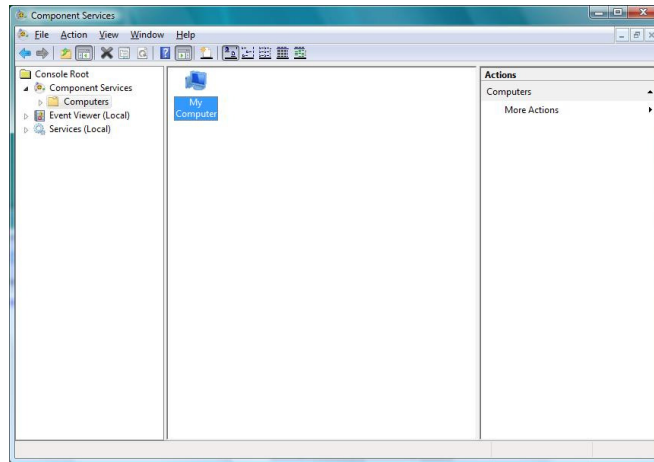 Component Services
File Action View Window Help
Console Root
Component Services
Computers
Event Viewer (Local)
Services (Local)
My
Computer
Actions
Computers
More Actions